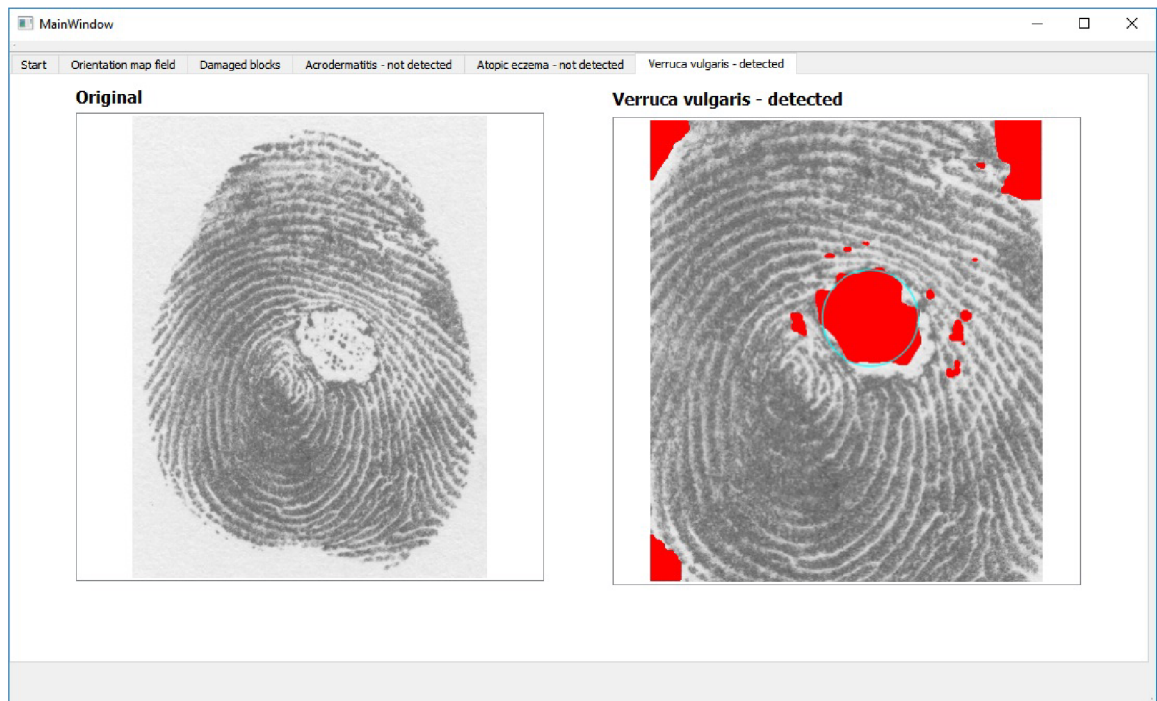 MainWindow
Start
Orientation map field
Damaged blocks
Acrodermatitis - not detected
Atopic eczema - not detected
Verruca vulgaris - detected
Original
Verruca vulgaris - detected